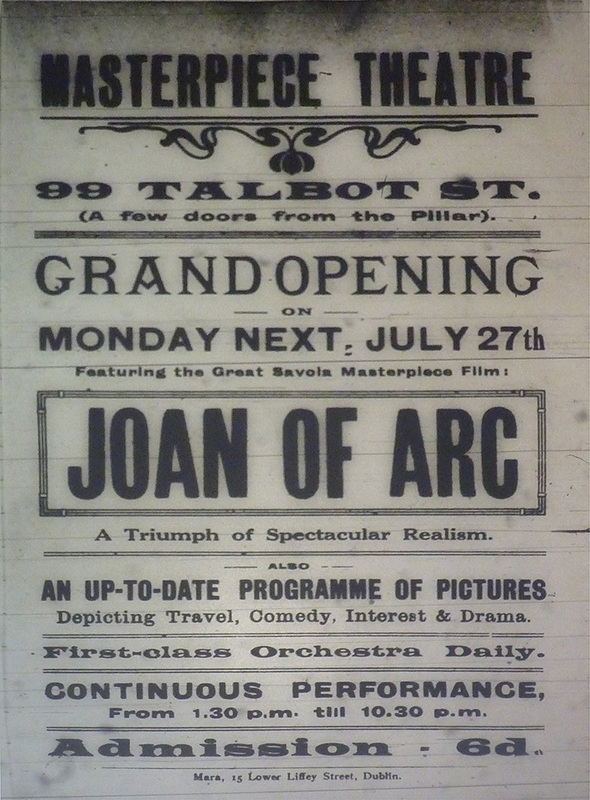 MASTERPIECE THEATRE
99 TALBOT ST.
(A few doors from the Pillar).
GRAND OPENING
ON
MONDAY NEXT, JULY 27th
Featuring the Great Savoia Masterpiece Film:
JOAN OF ARC
A Triumph of Spectacular Realism.
ALSO
AN UP-TO-DATE PROGRAMME OF PICTURES
Depicting Travel, Comedy, Interest & Drama.
First-class Orchestra Daily.
CONTINUOUS PERFORMANCE,
From 1.30 p.m. till 10.30 p.m.
Admission - 6d.
Mara, 15 Lower Liffey Street, Dublin.